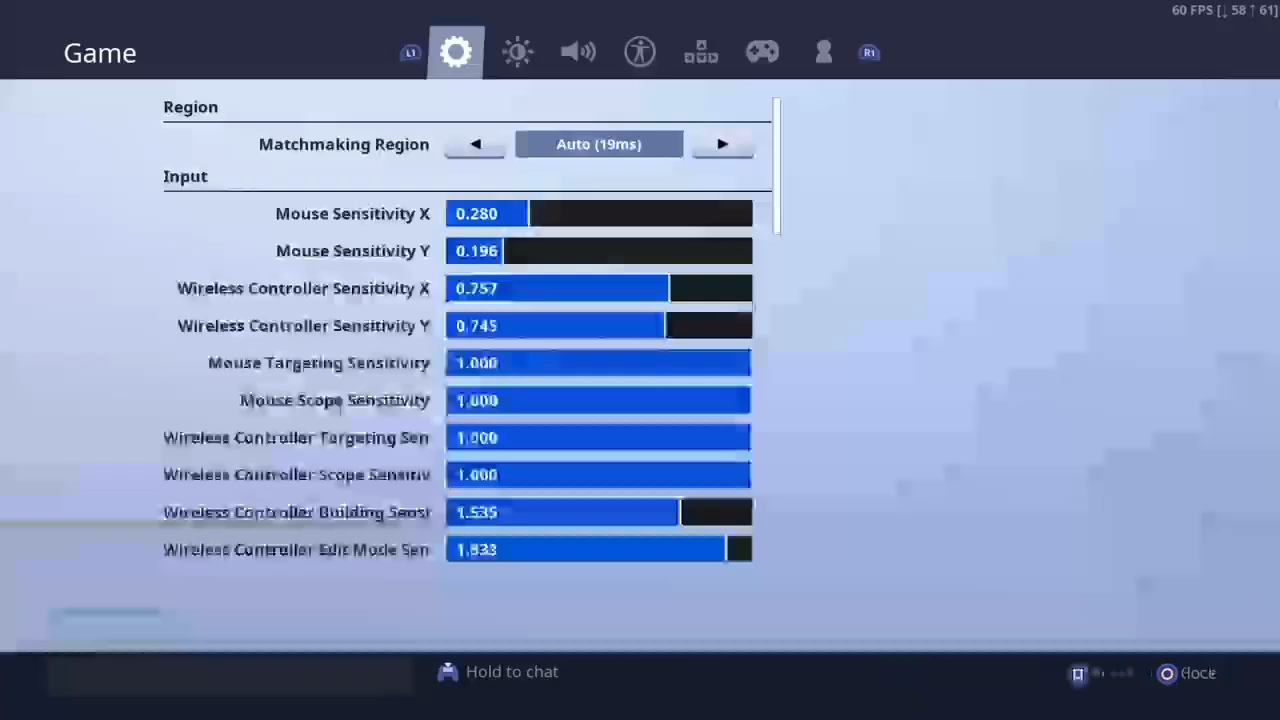 60 FPS [↓ 58 ↑ 61]
Game
L1
R1
Region
Matchmaking Region ◀ Auto (19ms) ▶
Input
Mouse Sensitivity X 0.280
Mouse Sensitivity Y 0.196
Wireless Controller Sensitivity X 0.757
Wireless Controller Sensitivity Y 0.745
Mouse Targeting Sensitivity 1.000
Mouse Scope Sensitivity 1.000
Wireless Controller Targeting Sen 1.000
Wireless Controller Scope Sensitiv 1.000
Wireless Controller Building Sensi 1.535
Wireless Controller Edit Mode Sen 1.833
Hold to chat